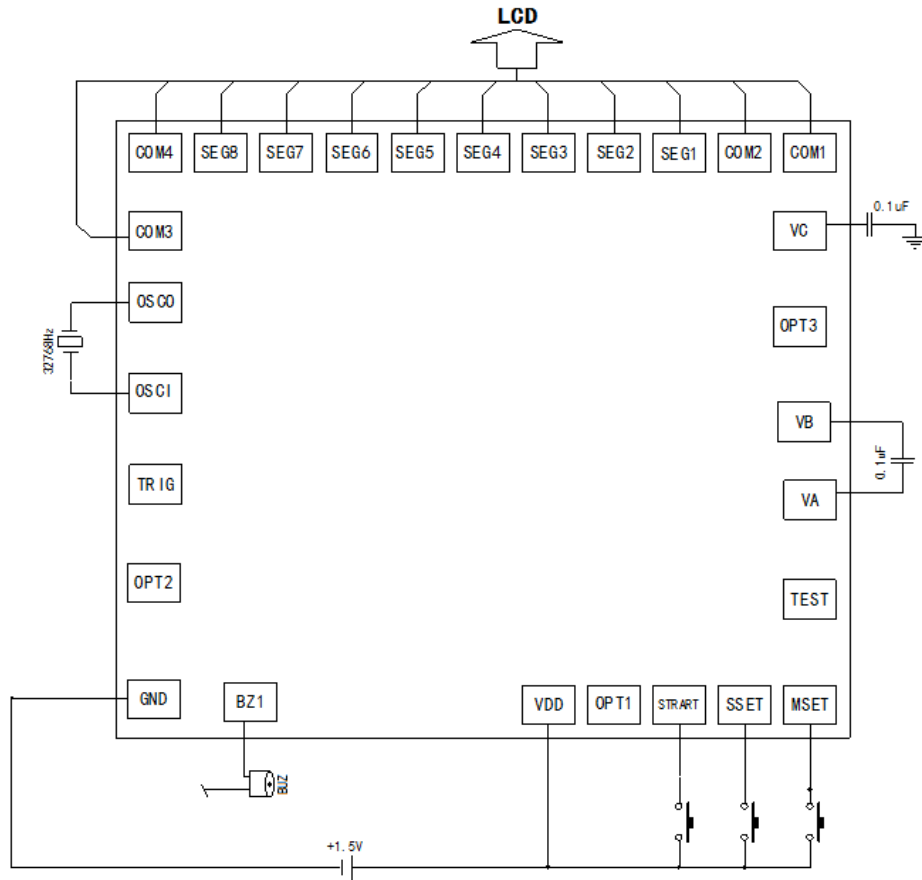 LCD
COM4 SEG8 SEG7 SEG6 SEG5 SEG4 SEG3 SEG2 SEG1 COM2 COM1
0.1uF
COM3
VC
OSCO
32768Hz
OPT3
OSCI
VB
0.1uF
TRIG
VA
OPT2
TEST
GND
BZ1
VDD OPT1 STRART SSET MSET
BUZ
+1.5V